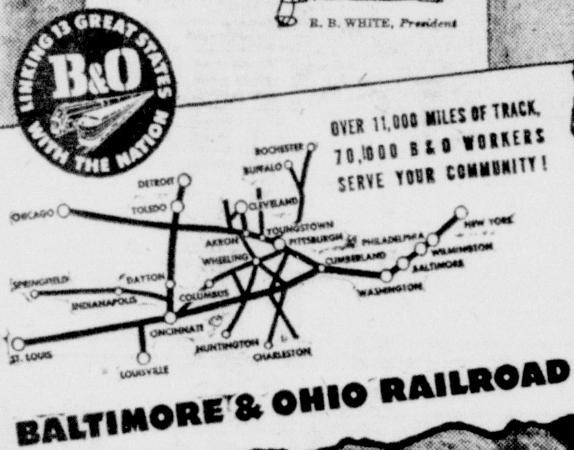 R. B. WHITE, President
LINKING 13 GREAT STATES
B&O
WITH THE NATION
OVER 11,000 MILES OF TRACK,
70,000 B & O WORKERS
SERVE YOUR COMMUNITY!
ROCHESTER
BUFFALO
DETROIT
TOLEDO
CLEVELAND
CHICAGO
YOUNGSTOWN
AKRON
PITTSBURGH
NEW YORK
PHILADELPHIA
WILMINGTON
WHEELING
CUMBERLAND
BALTIMORE
WASHINGTON
SPRINGFIELD
DAYTON
INDIANAPOLIS
COLUMBUS
CINCINNATI
ST. LOUIS
LOUISVILLE
HUNTINGTON
CHARLESTON
BALTIMORE & OHIO RAILROAD